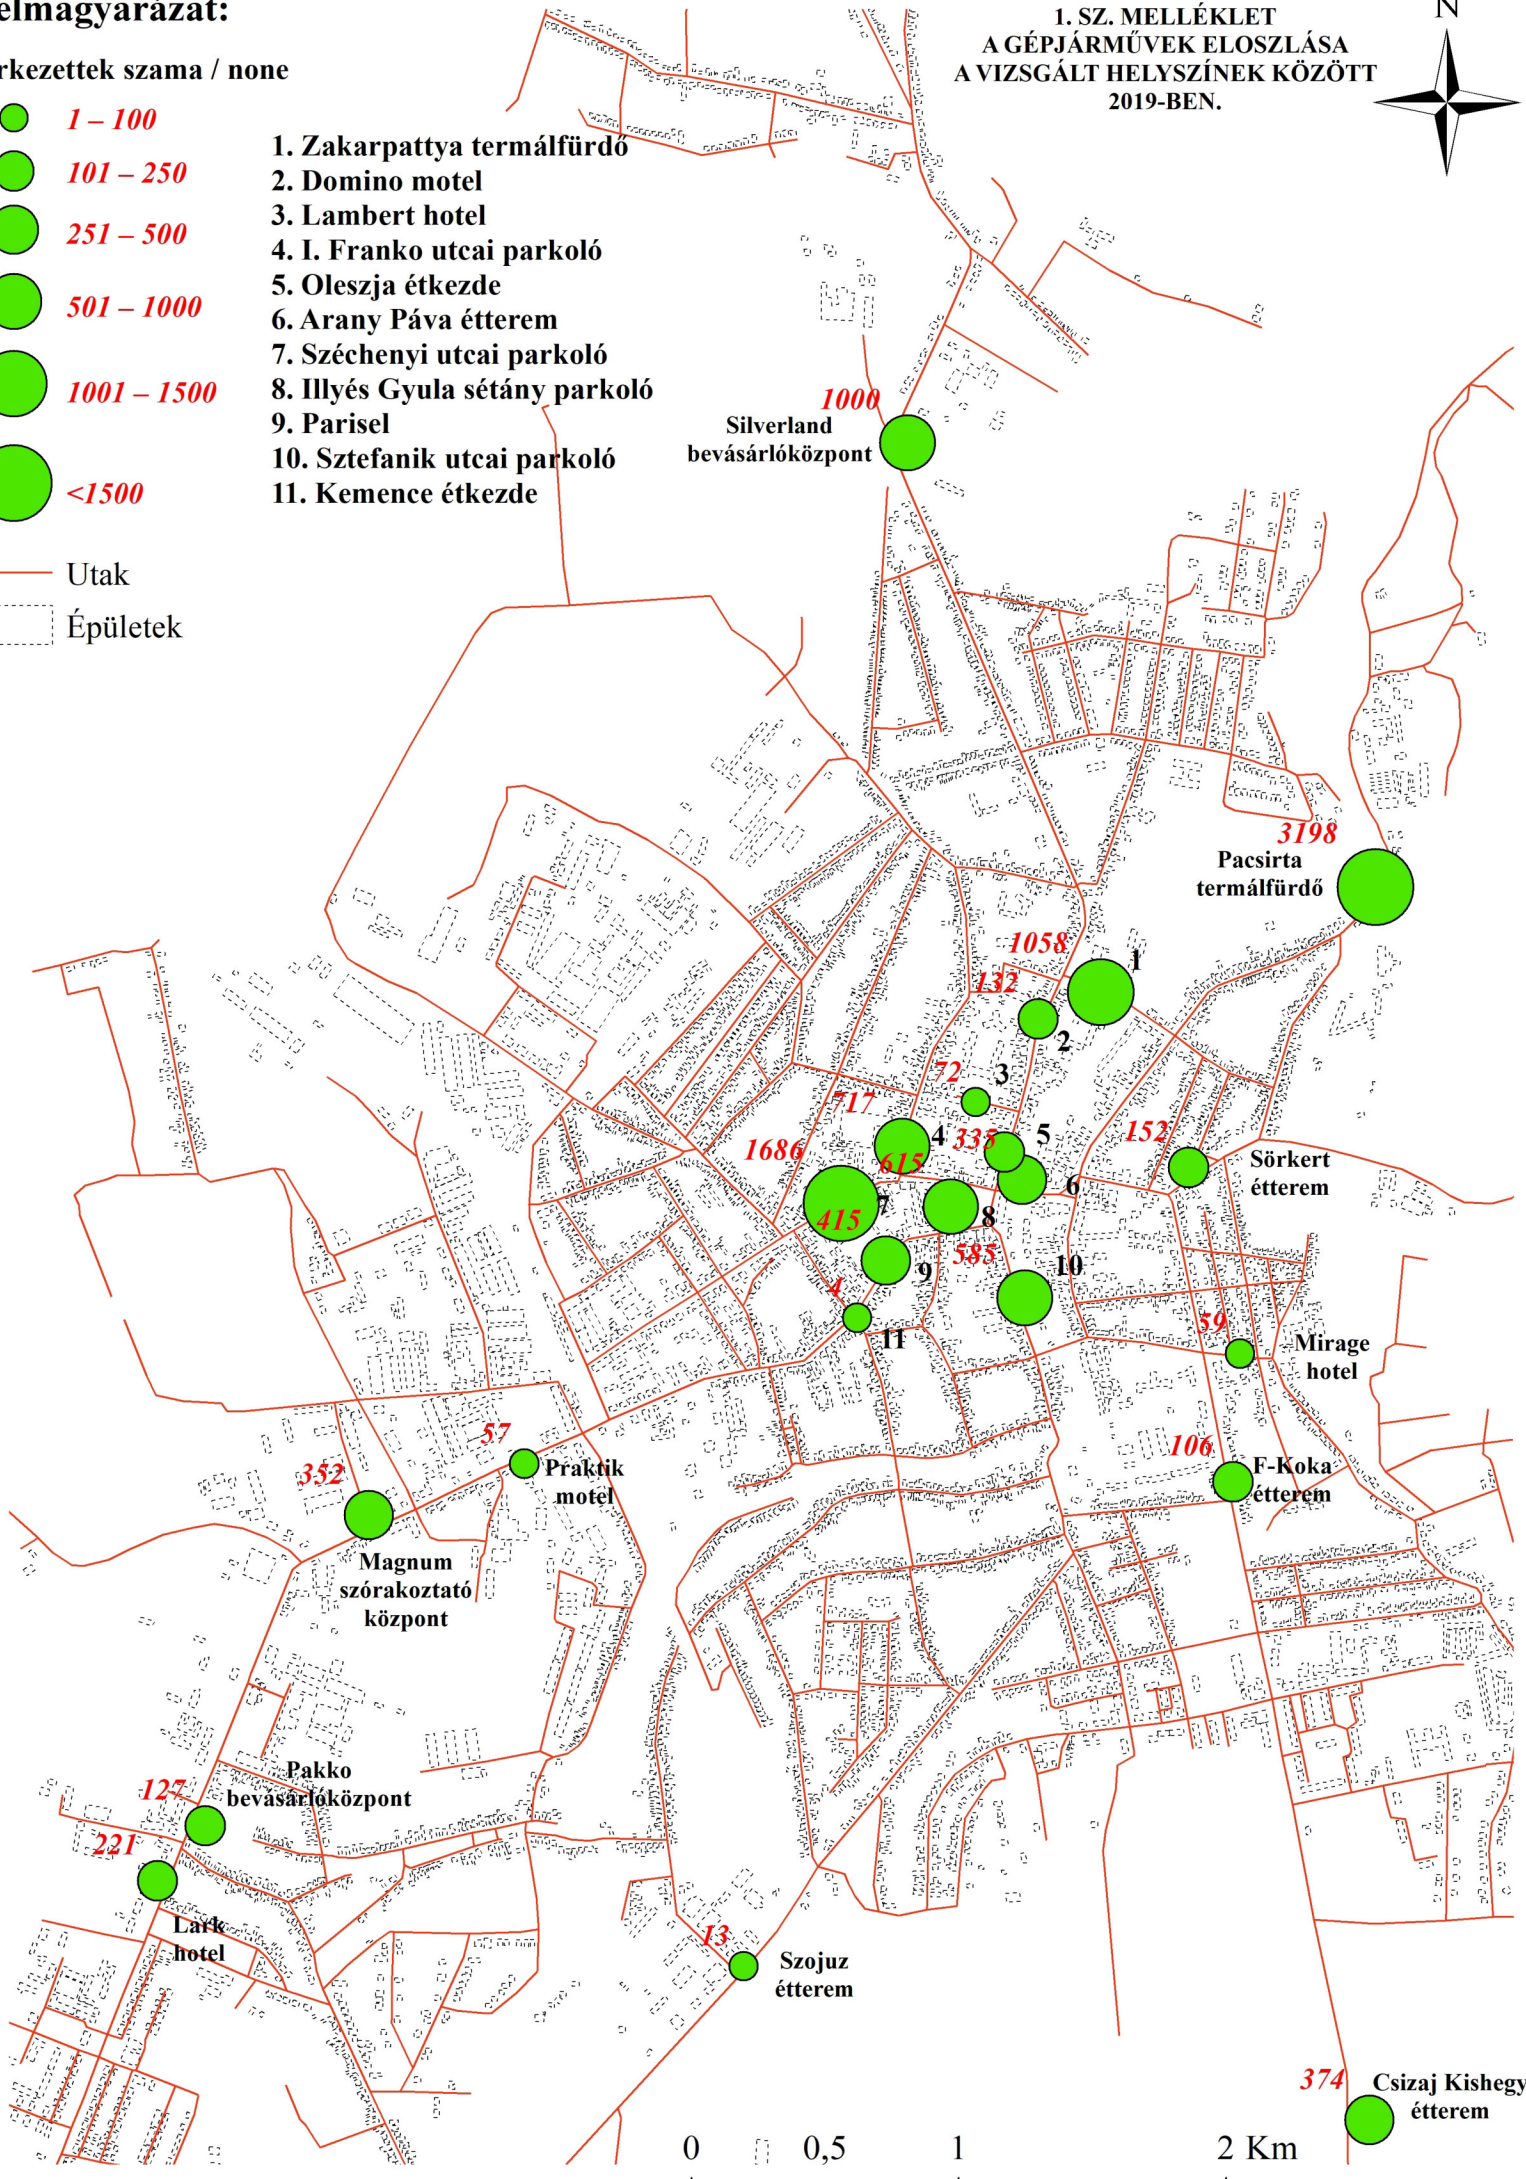 elmagyarázat:
rkezettek szama / none
1 – 100
101 – 250
251 – 500
501 – 1000
1001 – 1500
<1500
Utak
Épületek
1. Zakarpattya termálfürdő
2. Domino motel
3. Lambert hotel
4. I. Franko utcai parkoló
5. Oleszja étkezde
6. Arany Páva étterem
7. Széchenyi utcai parkoló
8. Illyés Gyula sétány parkoló
9. Parisel
10. Sztefanik utcai parkoló
11. Kemence étkezde
1. SZ. MELLÉKLET
A GÉPJÁRMŰVEK ELOSZLÁSA
A VIZSGÁLT HELYSZÍNEK KÖZÖTT
2019-BEN.
N
1000
Silverland
bevásárlóközpont
3198
Pacsirta
termálfürdő
1058
1
132
2
72
3
717
4
335
5
1686
615
6
7
415
8
152
Sörkert
étterem
585
9
10
4
11
59
Mirage
hotel
57
Praktik
motel
106
F-Koka
étterem
352
Magnum
szórakoztató
központ
127
Pakko
bevásárlóközpont
221
Lark
hotel
13
Szojuz
étterem
374
Csizaj Kishegy
étterem
0 0,5 1 2 Km